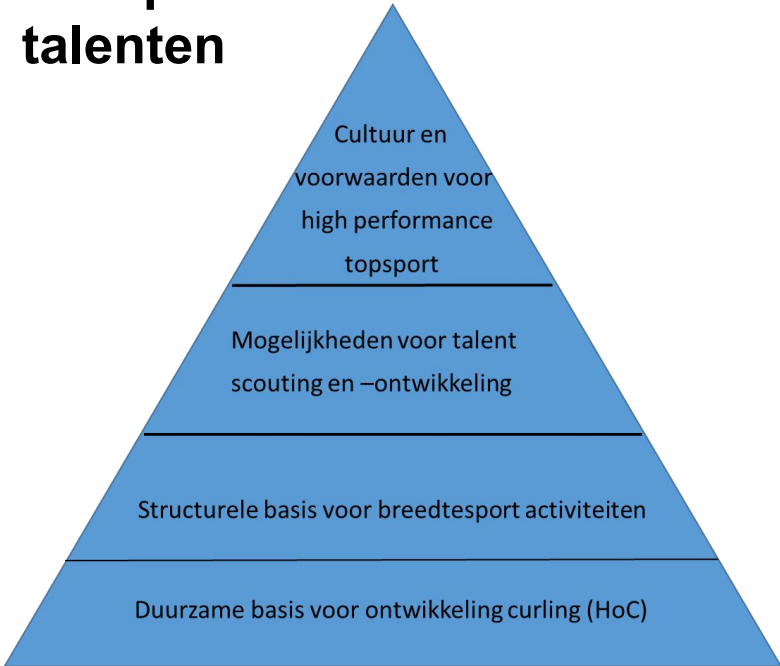 talenten
Cultuur en
voorwaarden voor
high performance
topsport
Mogelijkheden voor talent
scouting en –ontwikkeling
Structurele basis voor breedtesport activiteiten
Duurzame basis voor ontwikkeling curling (HoC)